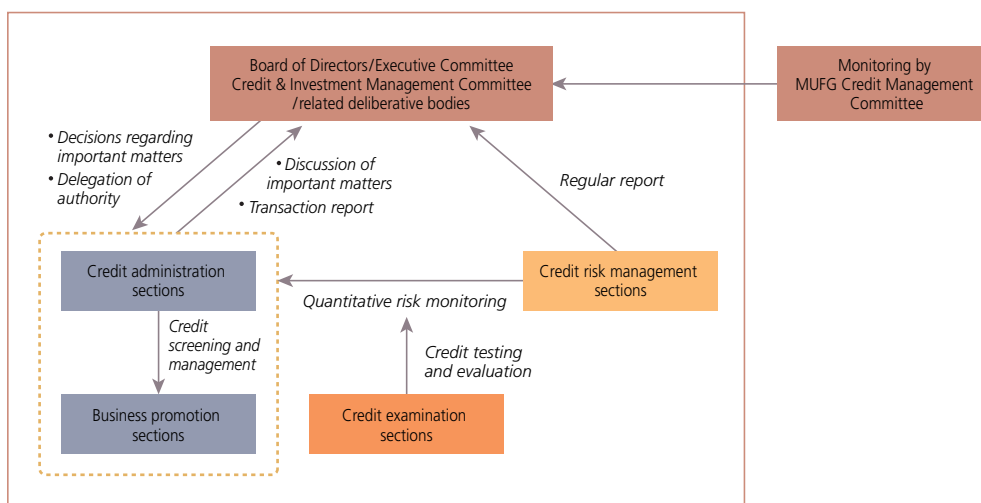 Board of Directors/Executive Committee
Credit & Investment Management Committee
/related deliberative bodies
Monitoring by
MUFG Credit Management
Committee
• Decisions regarding
important matters
• Delegation of
authority
• Discussion of
important matters
• Transaction report
Regular report
Credit administration
sections
Credit risk management
sections
Quantitative risk monitoring
Credit
screening and
management
Credit testing
and evaluation
Business promotion
sections
Credit examination
sections